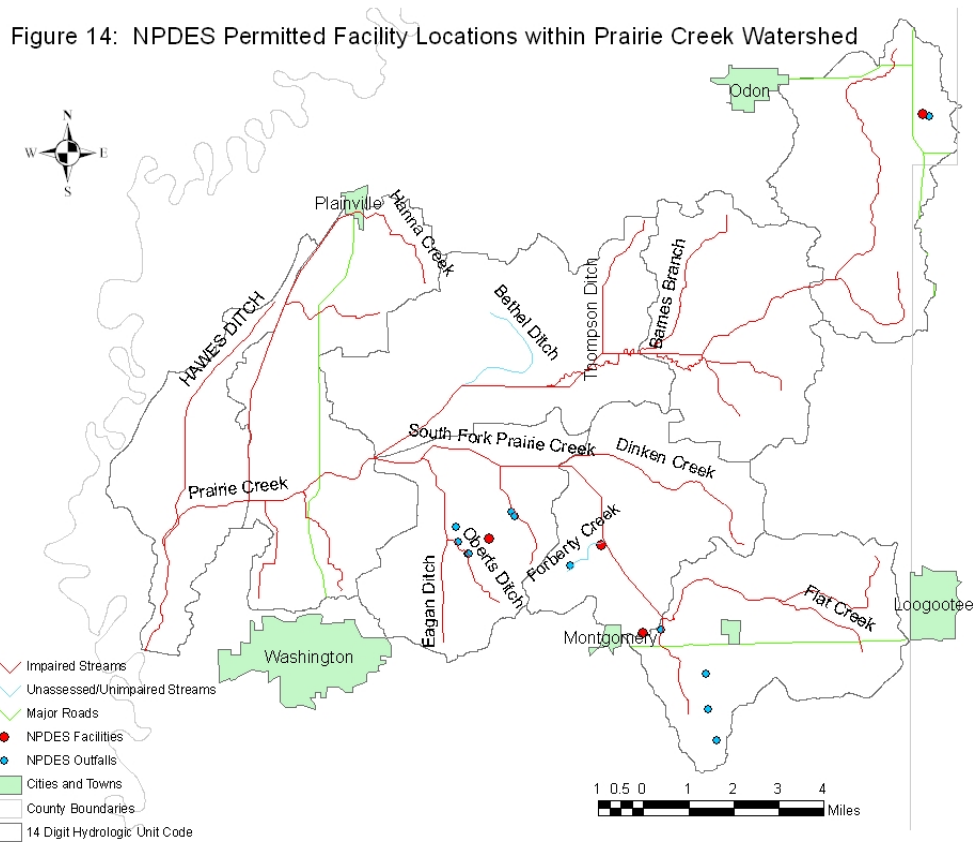 Figure 14: NPDES Permitted Facility Locations within Prairie Creek Watershed
Odon
N
W E
S
Plainville
Hanna Creek
Bethel Ditch
Thompson Ditch
Barnes Branch
HAWES DITCH
South Fork Prairie Creek
Dinken Creek
Prairie Creek
Oberts Ditch
Forberty Creek
Eagan Ditch
Flat Creek
Loogootee
Montgomery
Washington
Impaired Streams
Unassessed/Unimpaired Streams
Major Roads
NPDES Facilities
NPDES Outfalls
Cities and Towns
County Boundaries
14 Digit Hydrologic Unit Code
1 0.5 0 1 2 3 4
Miles